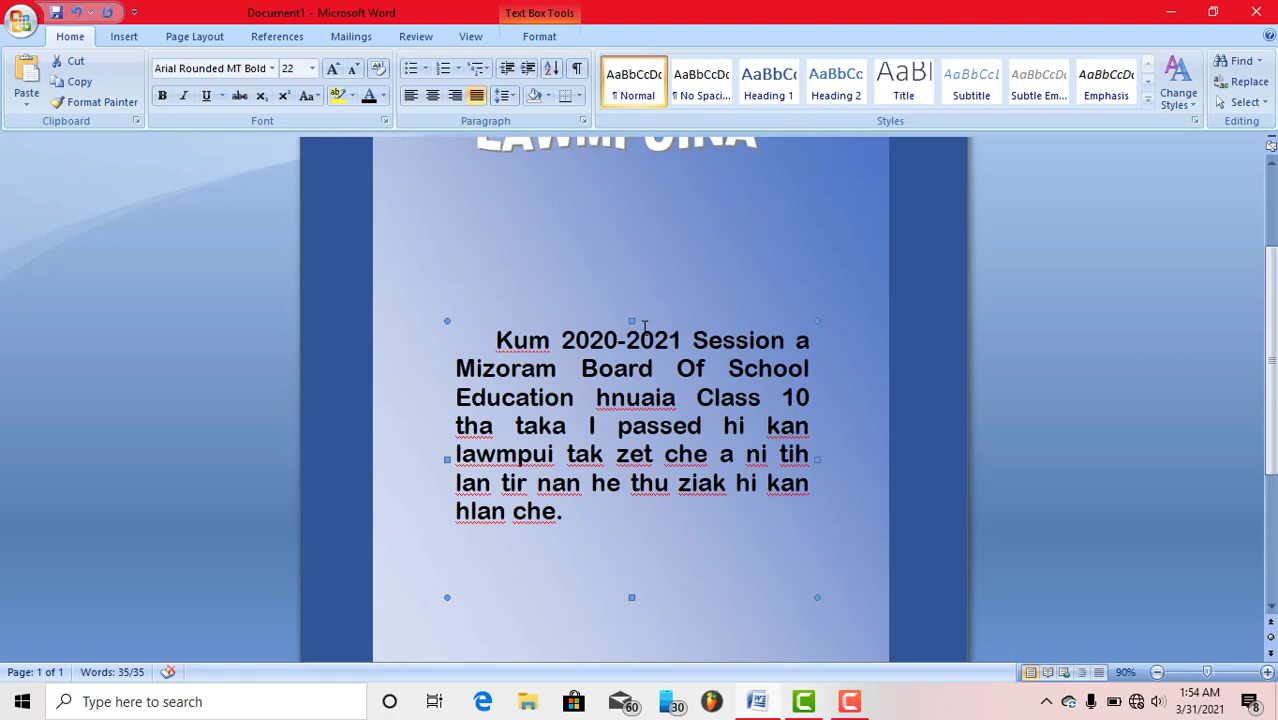 Document1 - Microsoft Word
Text Box Tools
Home Insert Page Layout References Mailings Review View Format
Paste
Cut
Copy
Format Painter
Clipboard
Arial Rounded MT Bold 22
Font
Paragraph
AaBbCcDc AaBbCcDc AaBbCc AaBbCc AaBl AaBbCcL AaBbCcDc AaBbCcDc
¶ Normal ¶ No Spaci... Heading 1 Heading 2 Title Subtitle Subtle Em... Emphasis
Change
Styles
Styles
Find
Replace
Select
Editing
LAWMPUINA
Kum 2020-2021 Session a
Mizoram Board Of School
Education hnuaia Class 10
tha taka I passed hi kan
lawmpui tak zet che a ni tih
lan tir nan he thu ziak hi kan
hlan che.
Page: 1 of 1 Words: 35/35 90%
Type here to search
60
30
1:54 AM
3/31/2021
8